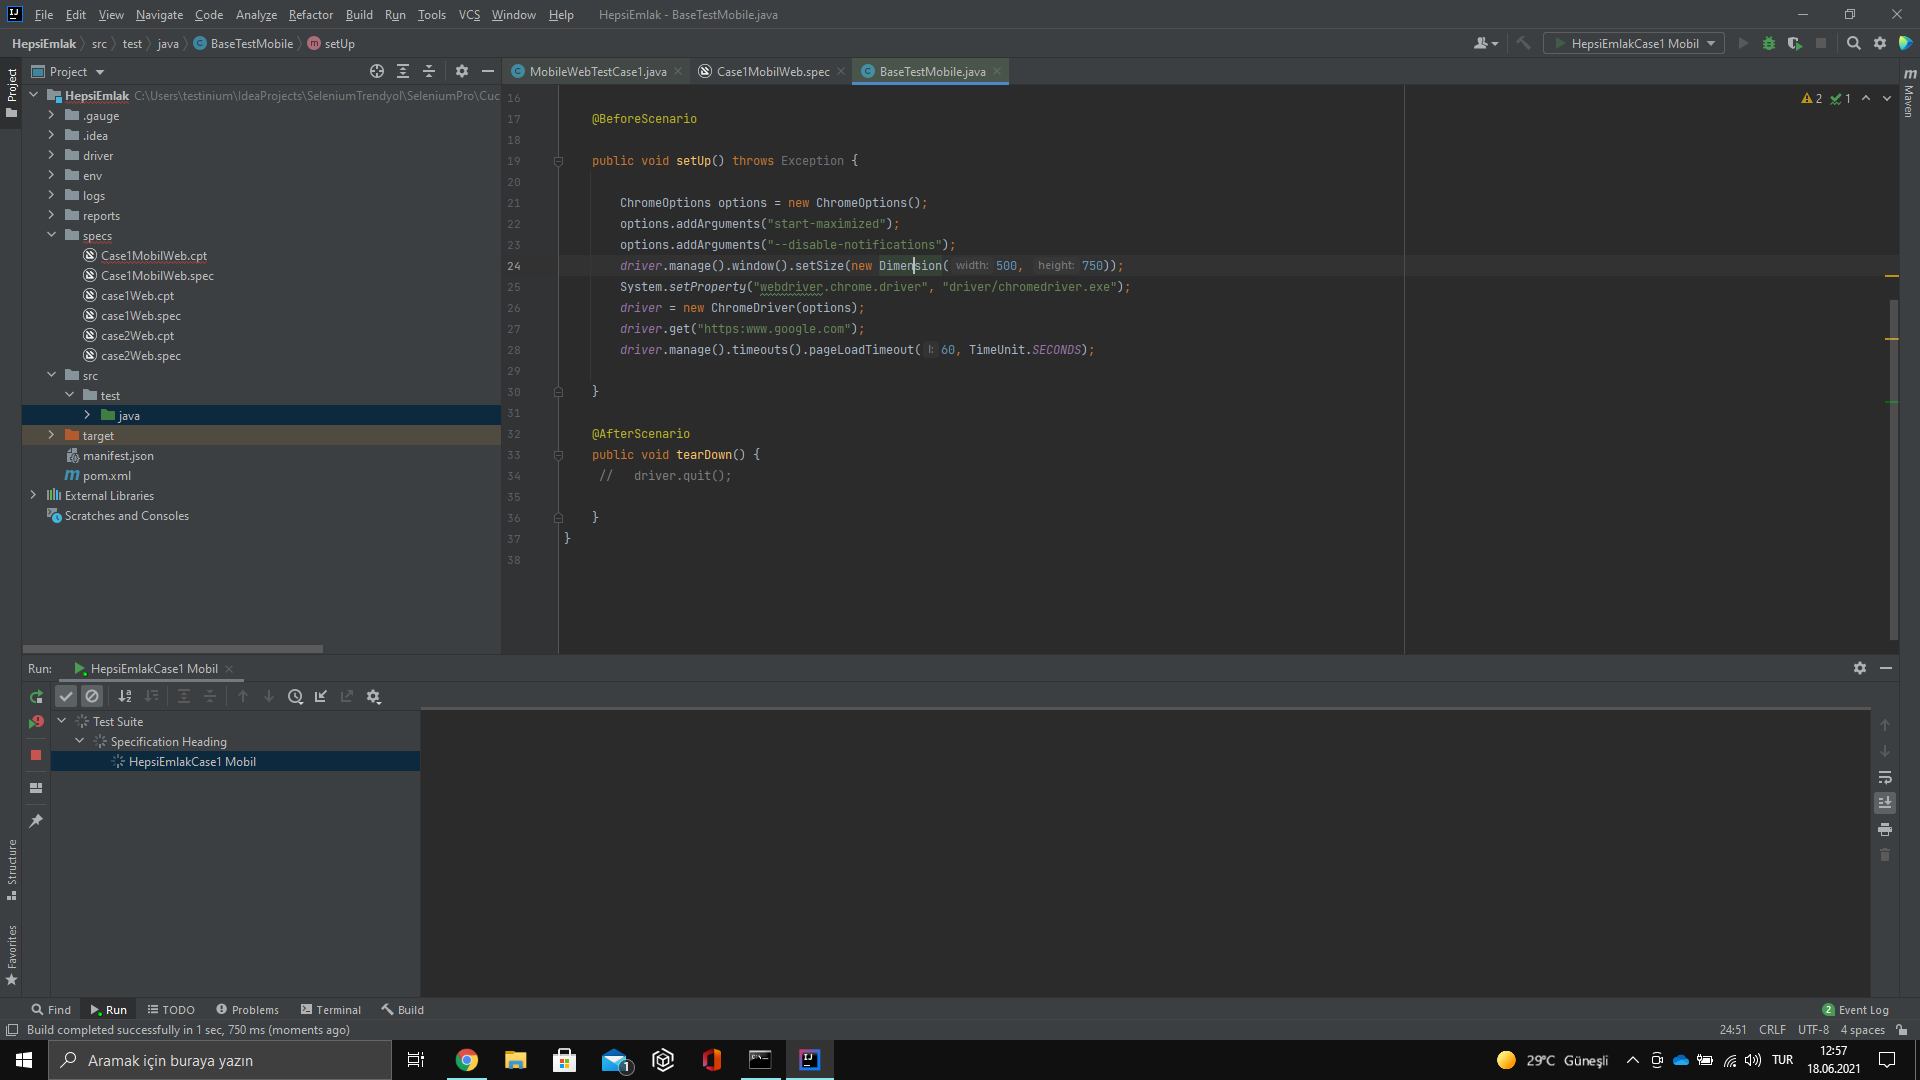 File Edit View Navigate Code Analyze Refactor Build Run Tools VCS Window Help HepsiEmlak - BaseTestMobile.java
HepsiEmlak src test java BaseTestMobile setUp
HepsiEmlakCase1 Mobil
Project
MobileWebTestCase1.java Case1MobilWeb.spec BaseTestMobile.java
Project
Maven
HepsiEmlak C:\Users\testinium\IdeaProjects\SeleniumTrendyol\SeleniumPro\Cuc
.gauge
.idea
driver
env
logs
reports
specs
Case1MobilWeb.cpt
Case1MobilWeb.spec
case1Web.cpt
case1Web.spec
case2Web.cpt
case2Web.spec
src
test
java
target
manifest.json
pom.xml
External Libraries
Scratches and Consoles
2 1
16
17 @BeforeScenario
18
19 public void setUp() throws Exception {
20
21 ChromeOptions options = new ChromeOptions();
22 options.addArguments("start-maximized");
23 options.addArguments("--disable-notifications");
24 driver.manage().window().setSize(new Dimension( width: 500, height: 750));
25 System.setProperty("webdriver.chrome.driver", "driver/chromedriver.exe");
26 driver = new ChromeDriver(options);
27 driver.get("https:www.google.com");
28 driver.manage().timeouts().pageLoadTimeout( l: 60, TimeUnit.SECONDS);
29
30 }
31
32 @AfterScenario
33 public void tearDown() {
34 // driver.quit();
35
36 }
37 }
38
Run: HepsiEmlakCase1 Mobil
Test Suite
Specification Heading
HepsiEmlakCase1 Mobil
Structure
Favorites
Find Run TODO Problems Terminal Build
2 Event Log
Build completed successfully in 1 sec, 750 ms (moments ago)
24:51 CRLF UTF-8 4 spaces
Aramak için buraya yazın
1
29°C Güneşli
TUR
12:57
18.06.2021